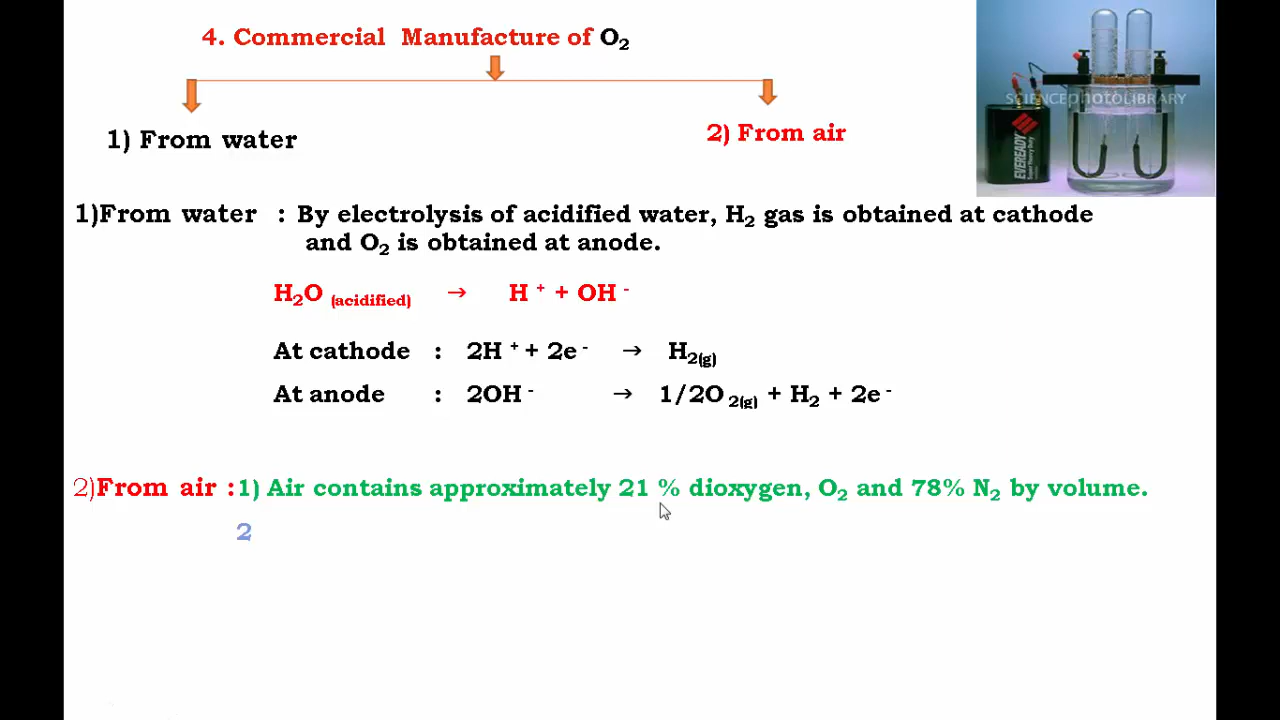 4. Commercial Manufacture of O₂
1) From water
2) From air
SCIENCEPHOTOLIBRARY
EVEREADY
1)From water : By electrolysis of acidified water, H₂ gas is obtained at cathode
and O₂ is obtained at anode.
H₂O (acidified) → H ⁺ + OH ⁻
At cathode : 2H ⁺ + 2e ⁻ → H₂(g)
At anode : 2OH ⁻ → 1/2O ₂(g) + H₂ + 2e ⁻
2)From air :1) Air contains approximately 21 % dioxygen, O₂ and 78% N₂ by volume.
2